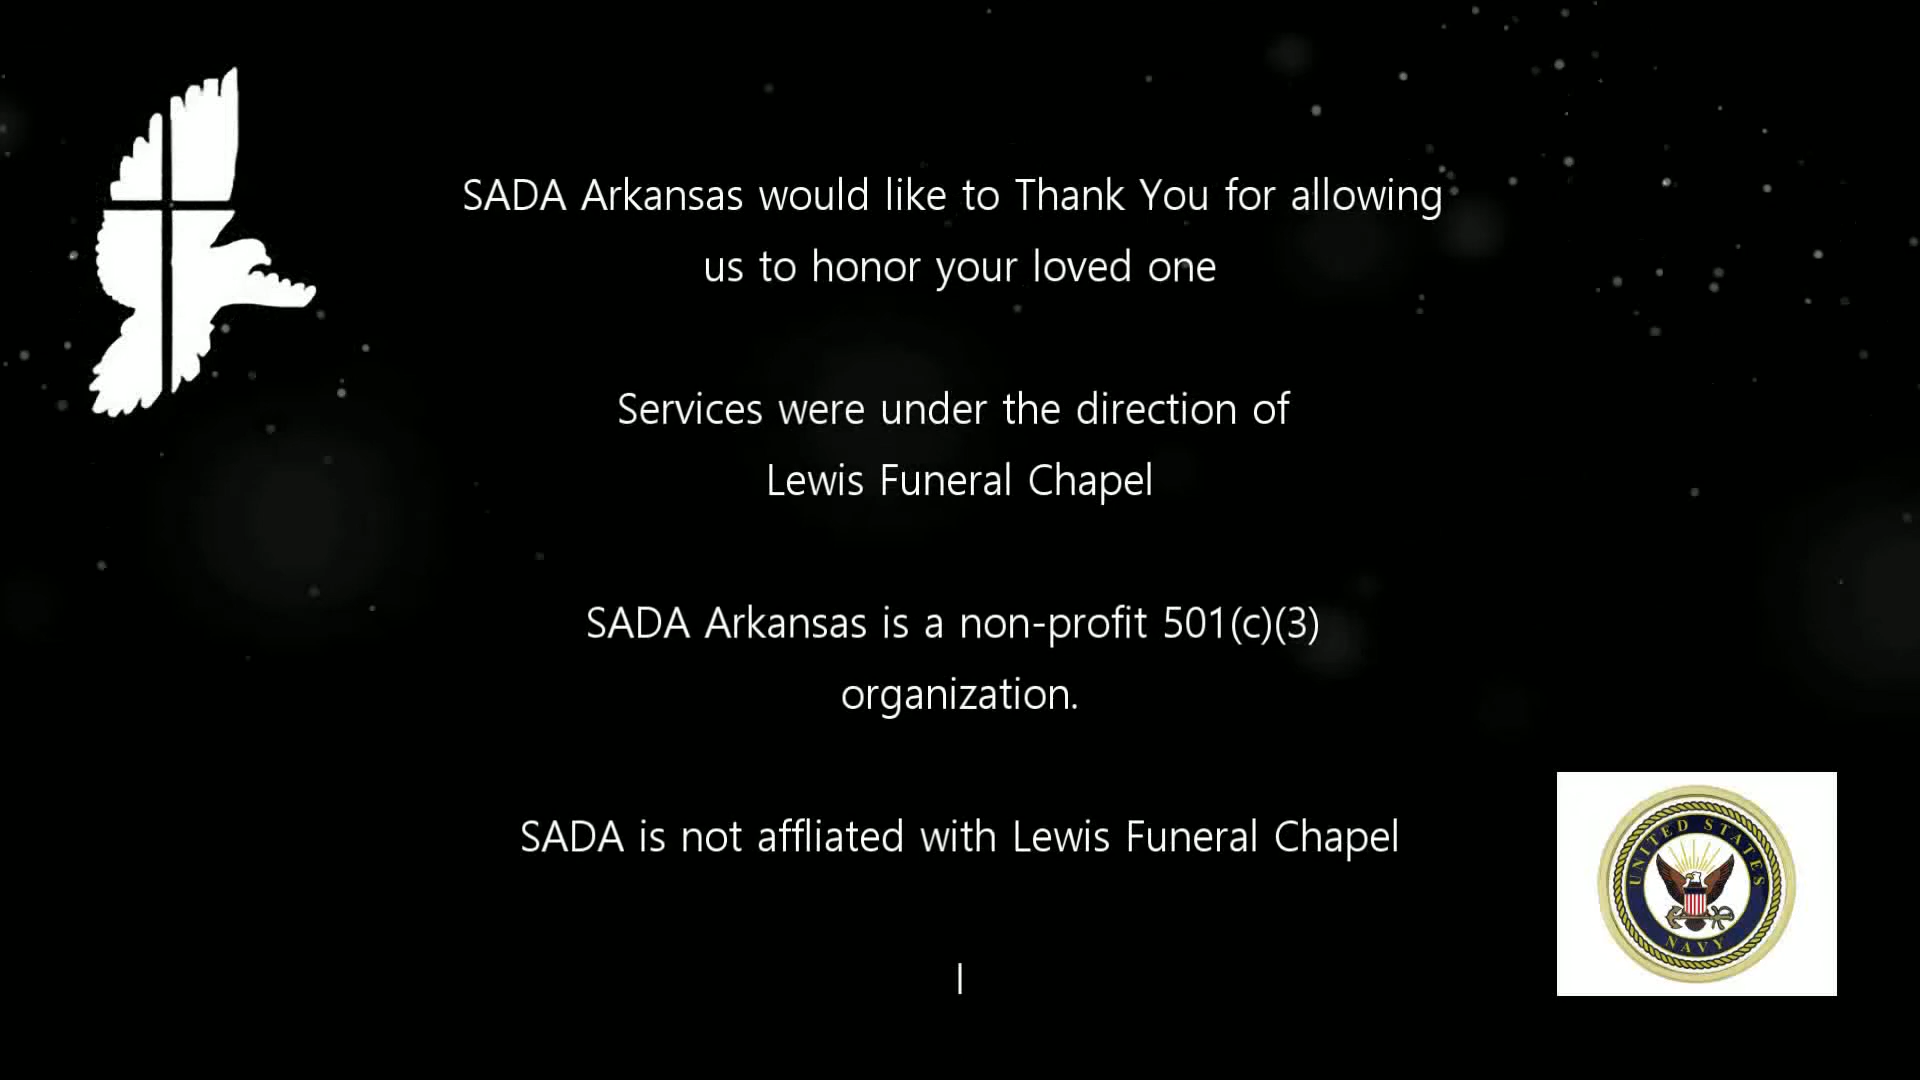 SADA Arkansas would like to Thank You for allowing
us to honor your loved one
Services were under the direction of
Lewis Funeral Chapel
SADA Arkansas is a non-profit 501(c)(3)
organization.
SADA is not affliated with Lewis Funeral Chapel
|
UNITED STATES
NAVY